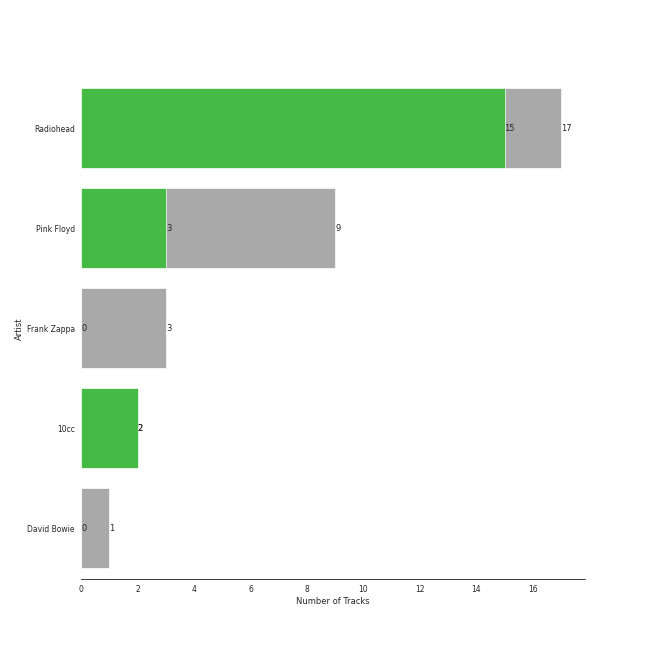 Radiohead 15 17
Pink Floyd 3 9
Frank Zappa 0 3
10cc 2
David Bowie 0 1
Artist
0 2 4 6 8 10 12 14 16
Number of Tracks